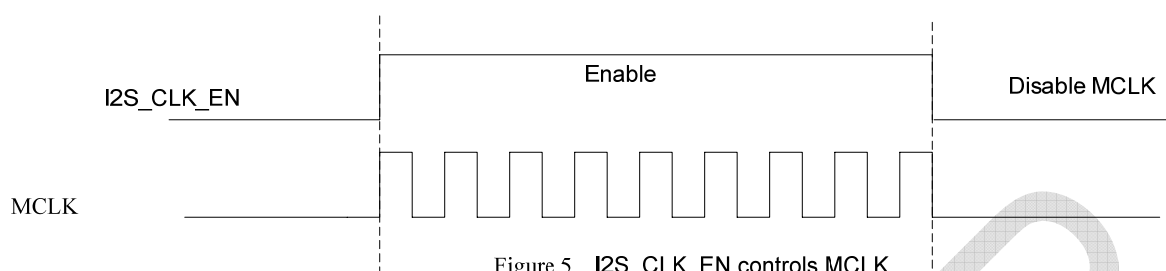 Enable
I2S_CLK_EN
Disable MCLK
MCLK
Figure 5 I2S_CLK_EN controls MCLK